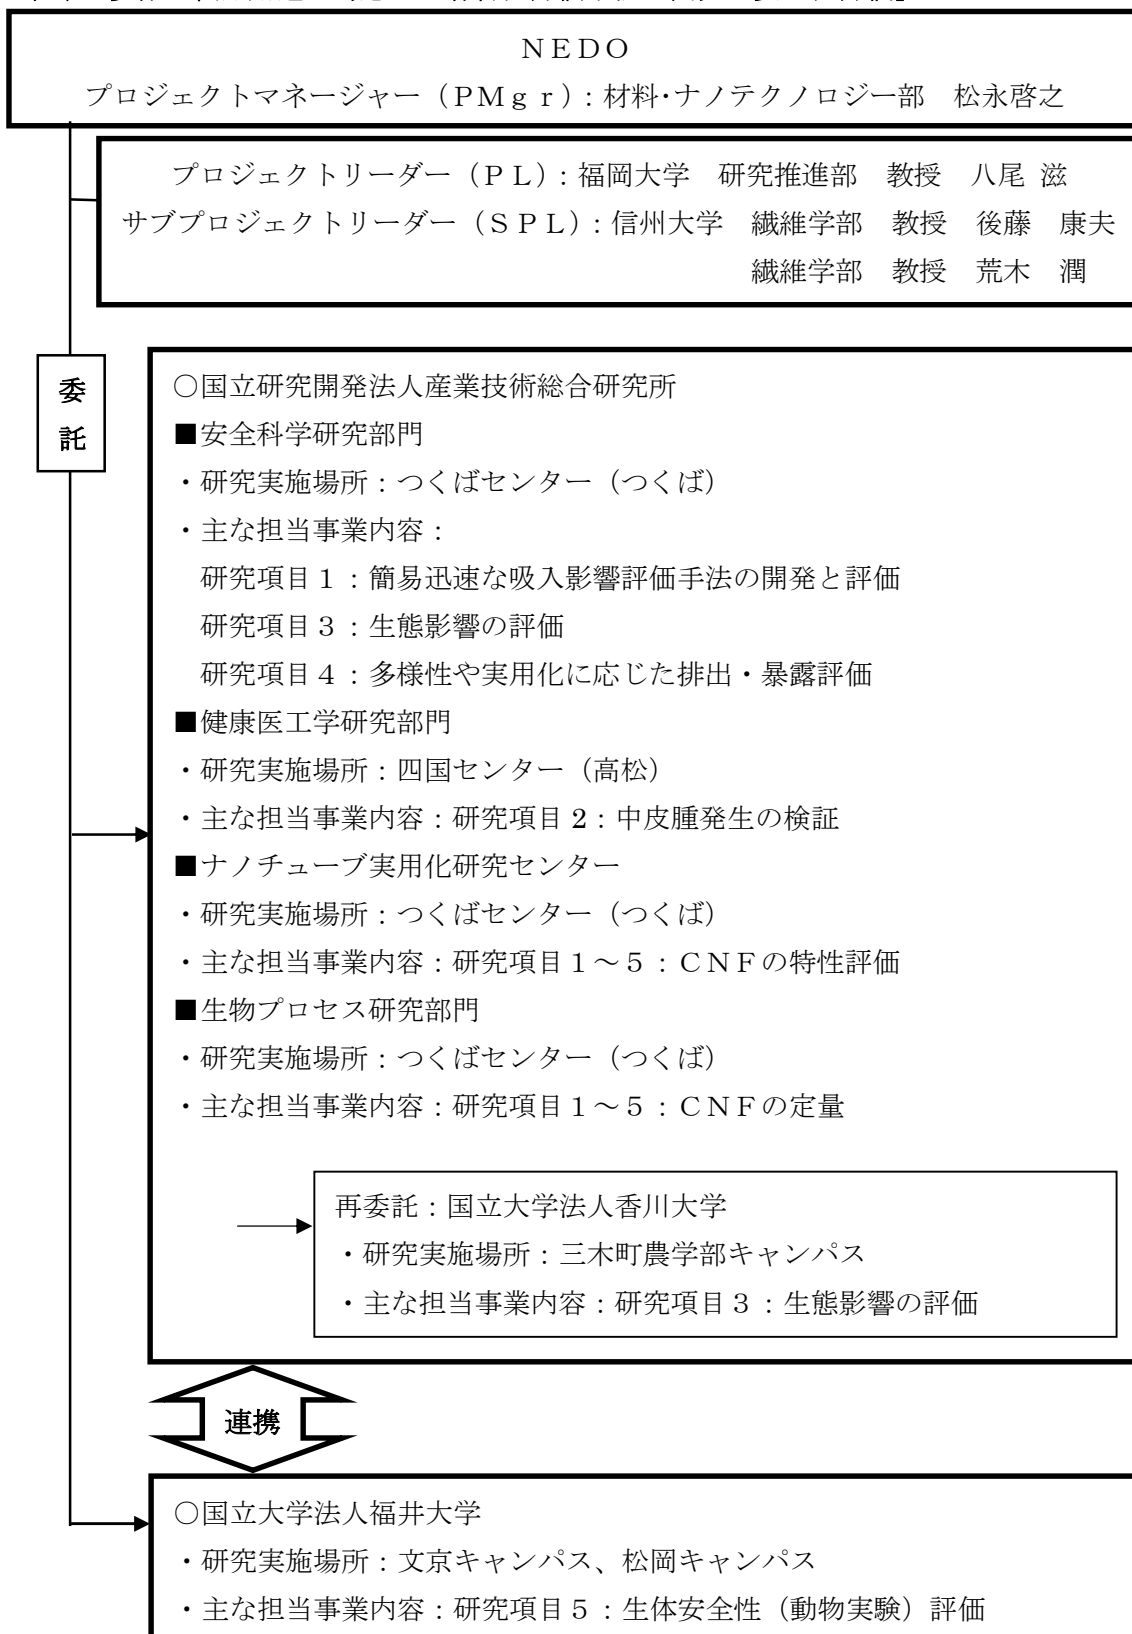 ＮＥＤＯ
プロジェクトマネージャー（ＰＭｇｒ）：材料・ナノテクノロジー部　松永啓之
プロジェクトリーダー（ＰＬ）：福岡大学　研究推進部　教授　八尾 滋
サブプロジェクトリーダー（ＳＰＬ）：信州大学　繊維学部　教授　後藤　康夫
繊維学部　教授　荒木　潤
委託
○国立研究開発法人産業技術総合研究所
■安全科学研究部門
・研究実施場所：つくばセンター（つくば）
・主な担当事業内容：
研究項目１：簡易迅速な吸入影響評価手法の開発と評価
研究項目３：生態影響の評価
研究項目４：多様性や実用化に応じた排出・暴露評価
■健康医工学研究部門
・研究実施場所：四国センター（高松）
・主な担当事業内容：研究項目 2：中皮腫発生の検証
■ナノチューブ実用化研究センター
・研究実施場所：つくばセンター（つくば）
・主な担当事業内容：研究項目１～５：ＣＮＦの特性評価
■生物プロセス研究部門
・研究実施場所：つくばセンター（つくば）
・主な担当事業内容：研究項目１～５：ＣＮＦの定量
再委託：国立大学法人香川大学
・研究実施場所：三木町農学部キャンパス
・主な担当事業内容：研究項目３：生態影響の評価
連携
○国立大学法人福井大学
・研究実施場所：文京キャンパス、松岡キャンパス
・主な担当事業内容：研究項目５：生体安全性（動物実験）評価